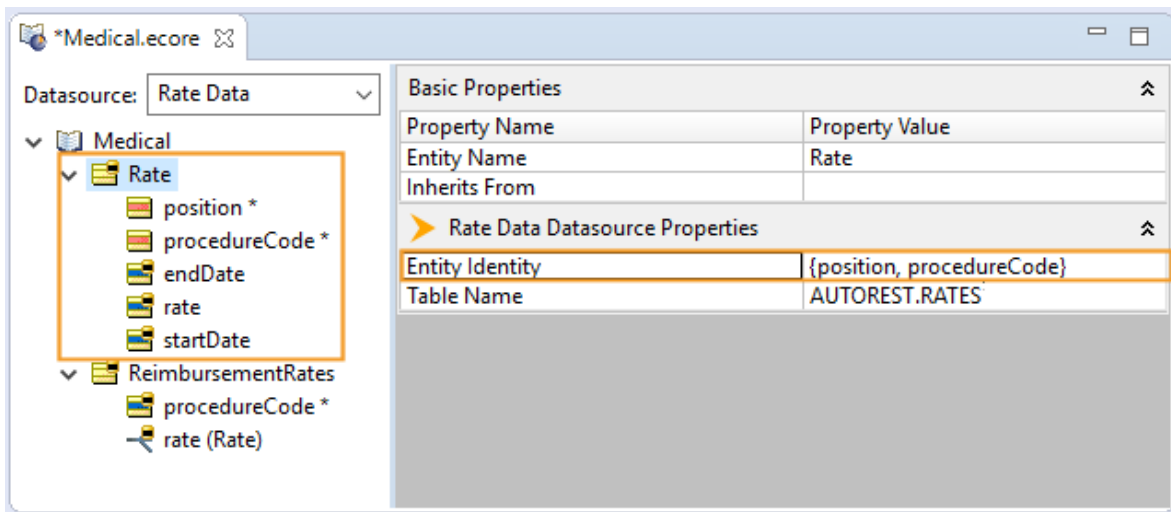 *Medical.ecore
Datasource: Rate Data
Medical
Rate
position *
procedureCode *
endDate
rate
startDate
ReimbursementRates
procedureCode *
rate (Rate)
Basic Properties
Property Name Property Value
Entity Name Rate
Inherits From
Rate Data Datasource Properties
Entity Identity {position, procedureCode}
Table Name AUTOREST.RATES